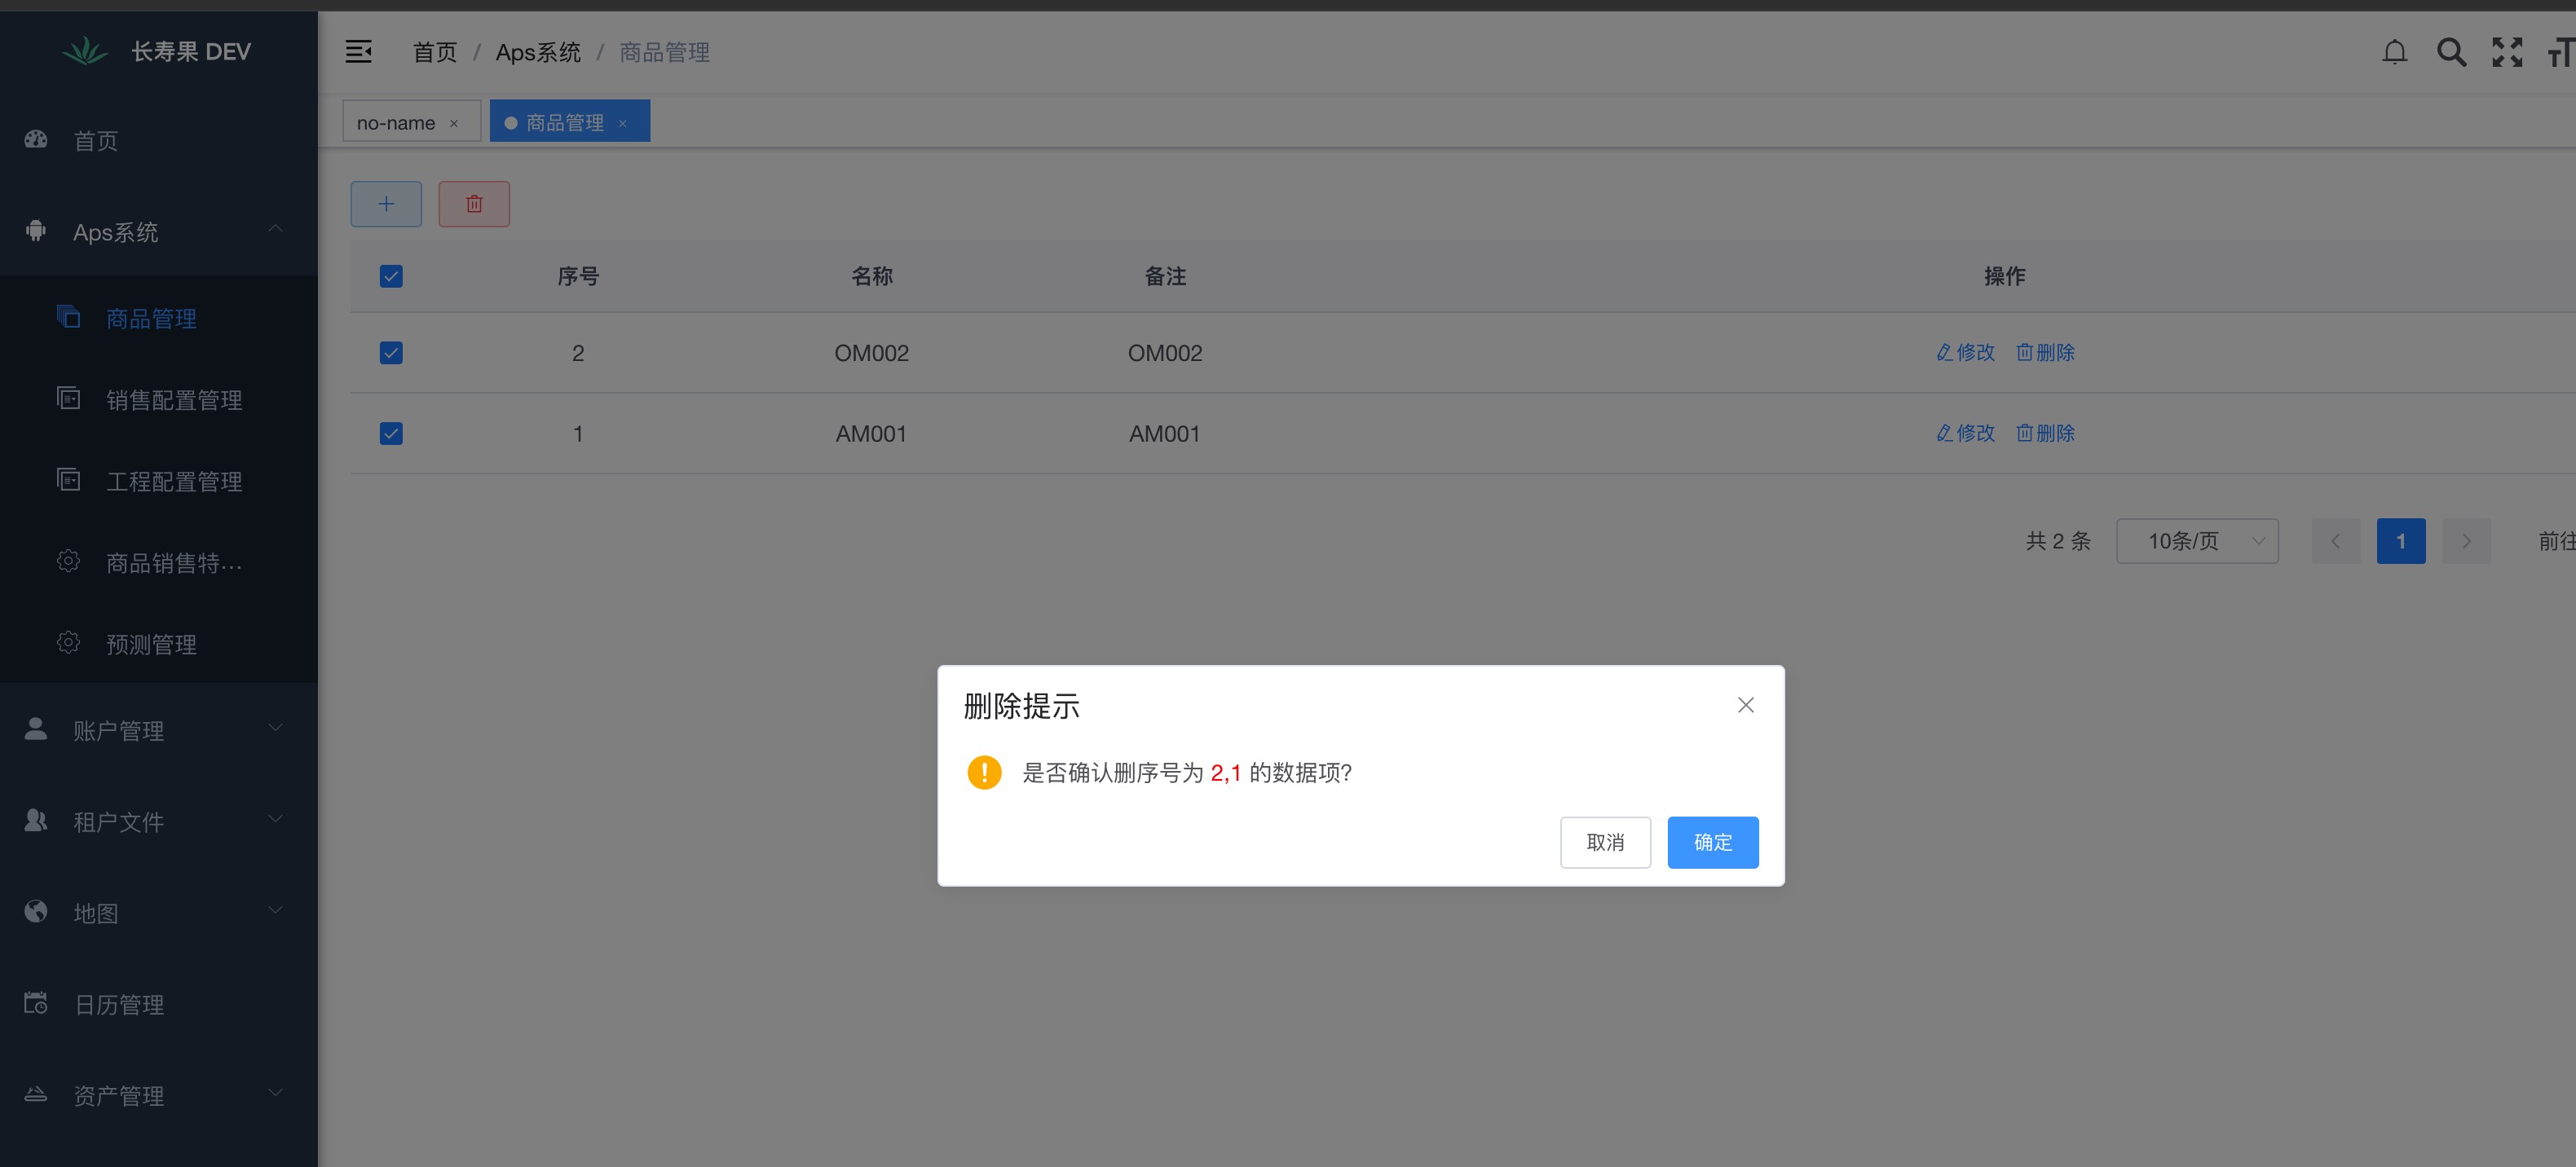 长寿果 DEV
首页 / Aps系统 / 商品管理
no-name ×
商品管理 ×
首页
Aps系统
商品管理
销售配置管理
工程配置管理
商品销售特...
预测管理
账户管理
租户文件
地图
日历管理
资产管理
序号 名称 备注 操作
2 OM002 OM002 修改 删除
1 AM001 AM001 修改 删除
共 2 条 10条/页 1 前往
删除提示
是否确认删序号为 2,1 的数据项?
取消 确定